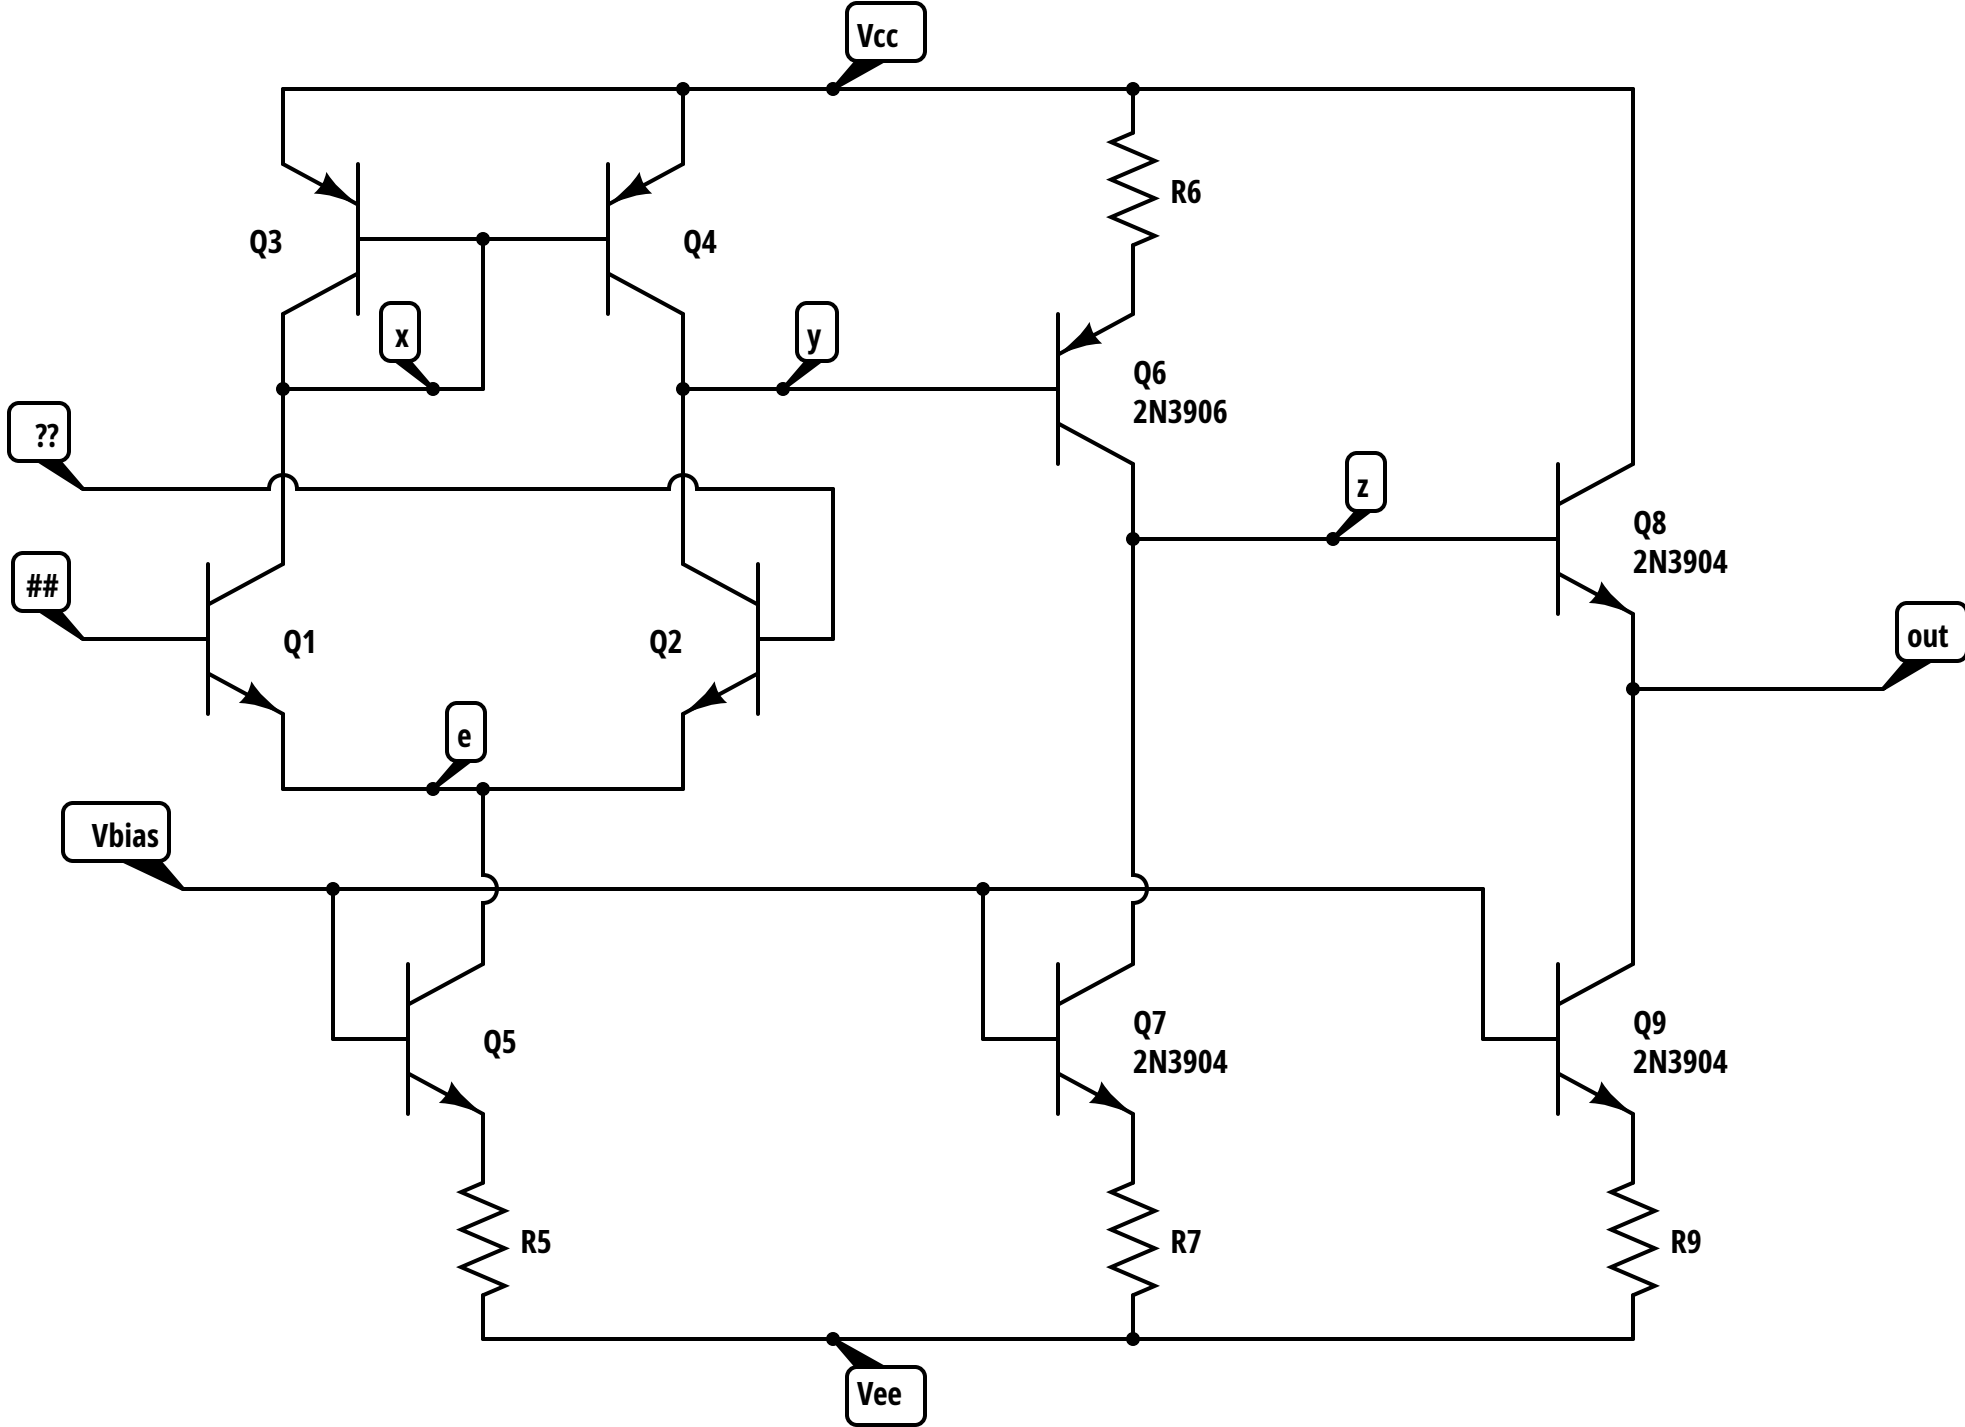 Vcc
R6
Q3
Q4
x
y
Q6
2N3906
??
z
Q8
2N3904
##
Q1
Q2
out
e
Vbias
Q5
Q7
2N3904
Q9
2N3904
R5
R7
R9
Vee